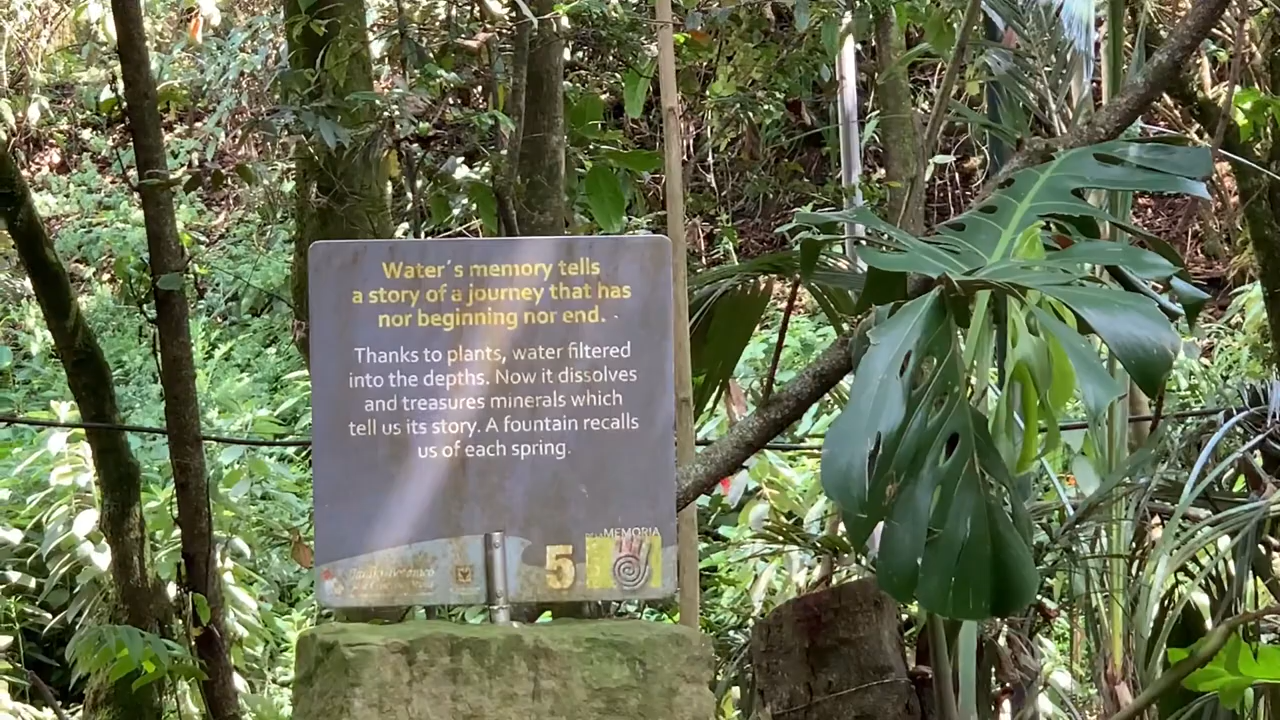 Water´s memory tells
a story of a journey that has
nor beginning nor end.
Thanks to plants, water filtered
into the depths. Now it dissolves
and treasures minerals which
tell us its story. A fountain recalls
us of each spring.
MEMORIA
5